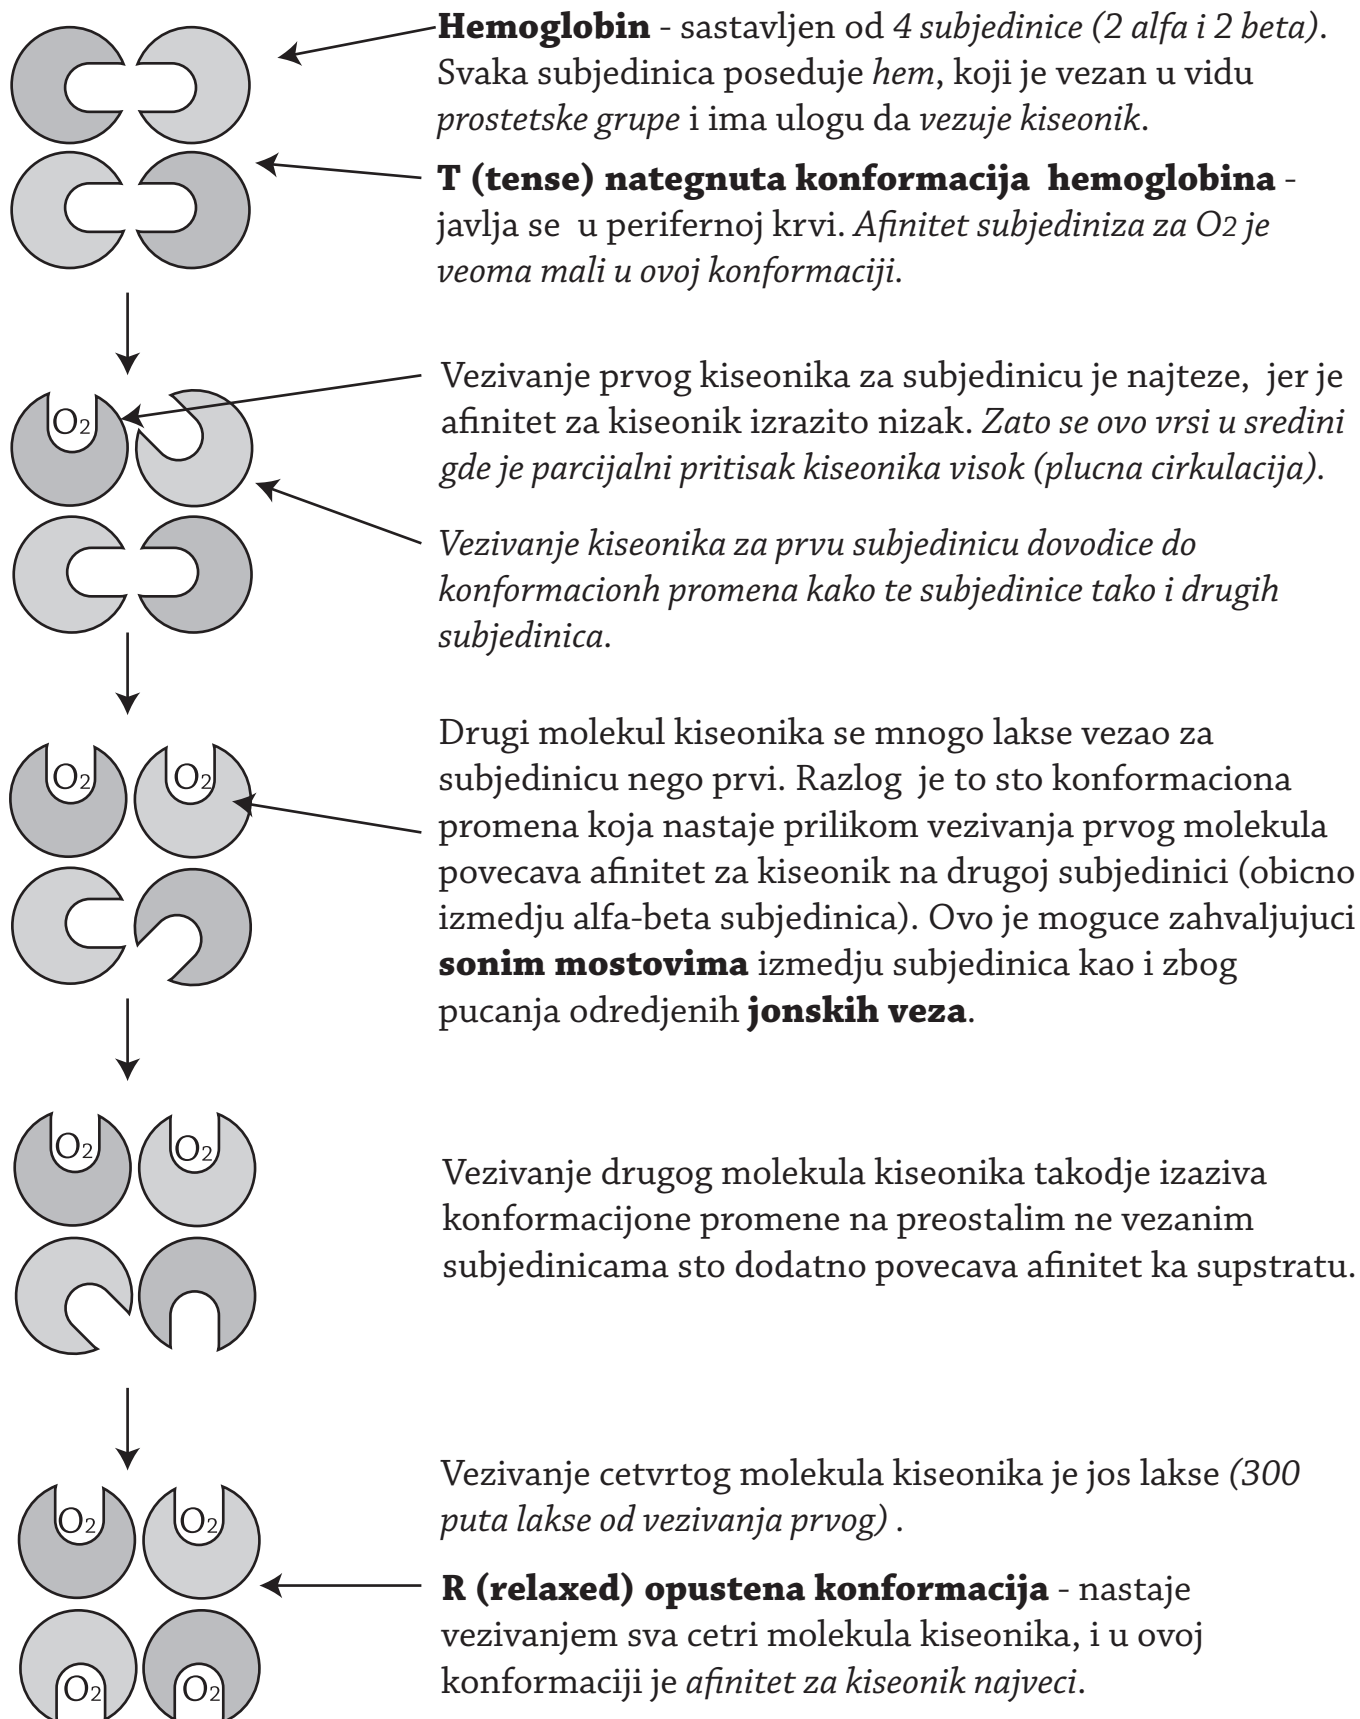 Hemoglobin - sastavljen od 4 subjedinice (2 alfa i 2 beta).
Svaka subjedinica poseduje hem, koji je vezan u vidu
prostetske grupe i ima ulogu da vezuje kiseonik.
T (tense) nategnuta konformacija hemoglobina -
javlja se u perifernoj krvi. Afinitet subjediniza za O2 je
veoma mali u ovoj konformaciji.
Vezivanje prvog kiseonika za subjedinicu je najteze, jer je
O2
afinitet za kiseonik izrazito nizak. Zato se ovo vrsi u sredini
gde je parcijalni pritisak kiseonika visok (plucna cirkulacija).
Vezivanje kiseonika za prvu subjedinicu dovodice do
konformacionh promena kako te subjedinice tako i drugih
subjedinica.
Drugi molekul kiseonika se mnogo lakse vezao za
O2 O2
subjedinicu nego prvi. Razlog je to sto konformaciona
promena koja nastaje prilikom vezivanja prvog molekula
povecava afinitet za kiseonik na drugoj subjedinici (obicno
izmedju alfa-beta subjedinica). Ovo je moguce zahvaljujuci
sonim mostovima izmedju subjedinica kao i zbog
pucanja odredjenih jonskih veza.
O2 O2
Vezivanje drugog molekula kiseonika takodje izaziva
konformacijone promene na preostalim ne vezanim
subjedinicama sto dodatno povecava afinitet ka supstratu.
Vezivanje cetvrtog molekula kiseonika je jos lakse (300
O2 O2
puta lakse od vezivanja prvog) .
R (relaxed) opustena konformacija - nastaje
vezivanjem sva cetri molekula kiseonika, i u ovoj
konformaciji je afinitet za kiseonik najveci.
O2 O2